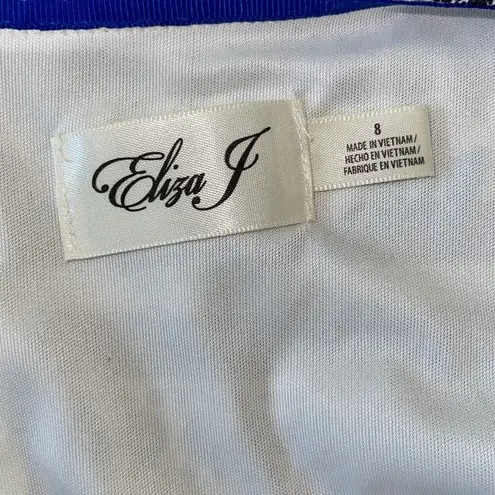 Eliza J
8
MADE IN VIETNAM/
HECHO EN VIETNAM/
FABRIQUE EN VIETNAM